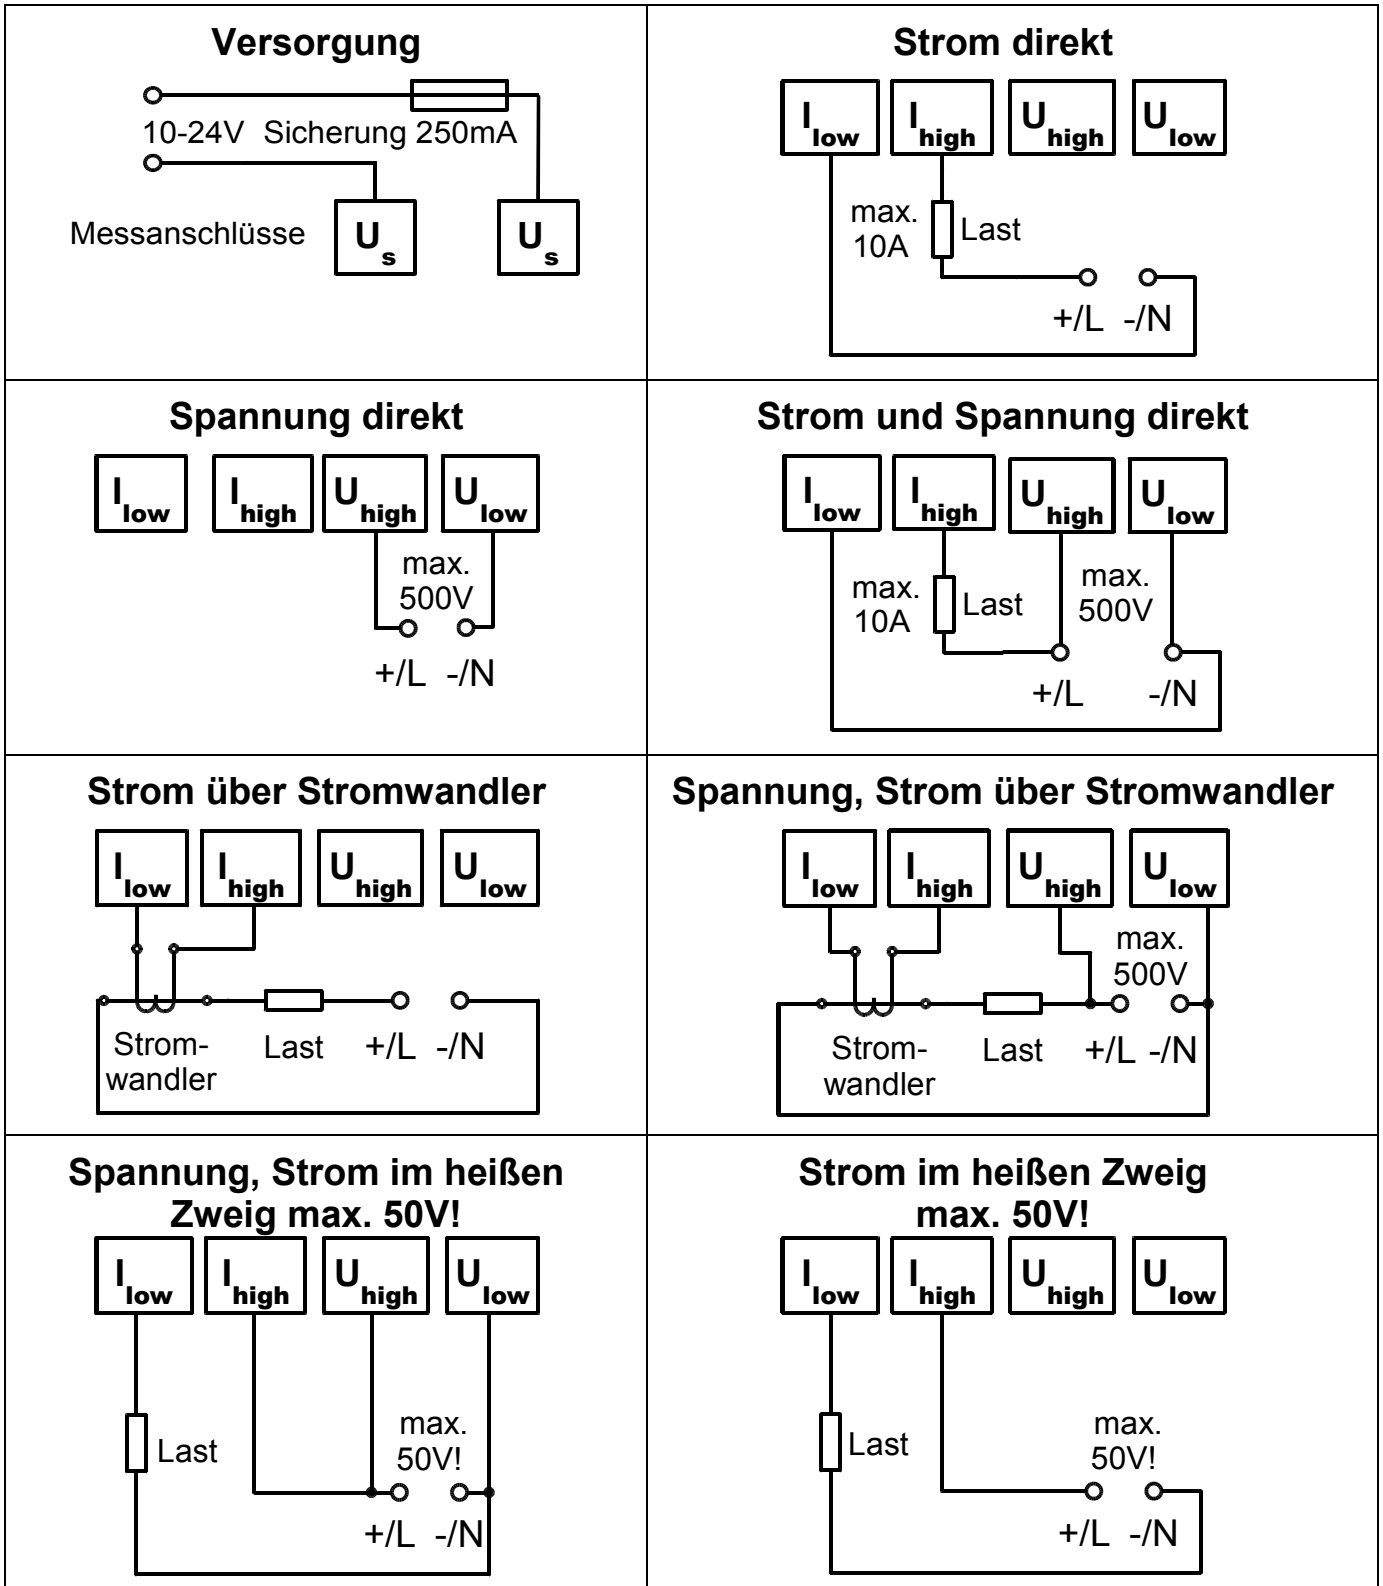 Versorgung
10-24V Sicherung 250mA
Messanschlüsse
Us Us
Strom direkt
Ilow Ihigh Uhigh Ulow
max.
10A
Last
+/L -/N
Spannung direkt
Ilow Ihigh Uhigh Ulow
max.
500V
+/L -/N
Strom und Spannung direkt
Ilow Ihigh Uhigh Ulow
max.
10A
Last
max.
500V
+/L -/N
Strom über Stromwandler
Ilow Ihigh Uhigh Ulow
Strom-
wandler
Last
+/L -/N
Spannung, Strom über Stromwandler
Ilow Ihigh Uhigh Ulow
max.
500V
Strom-
wandler
Last
+/L -/N
Spannung, Strom im heißen
Zweig max. 50V!
Ilow Ihigh Uhigh Ulow
Last
max.
50V!
+/L -/N
Strom im heißen Zweig
max. 50V!
Ilow Ihigh Uhigh Ulow
Last
max.
50V!
+/L -/N